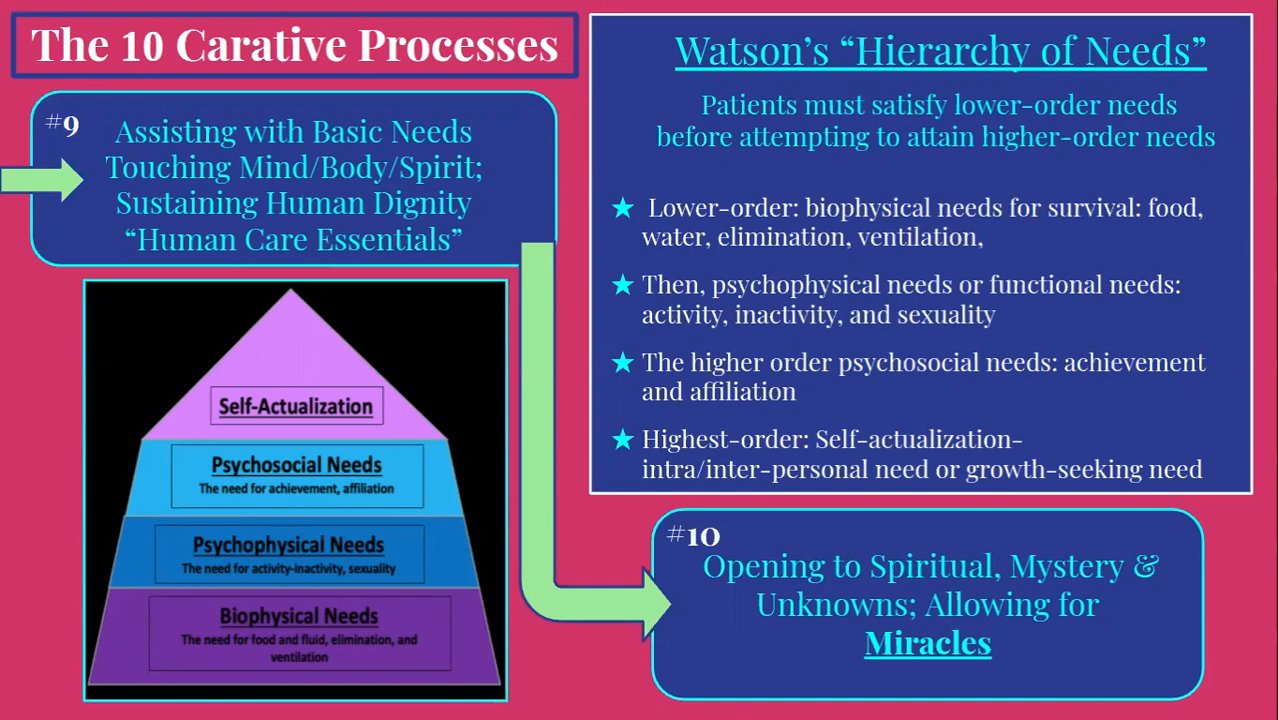 The 10 Carative Processes
#9
Assisting with Basic Needs
Touching Mind/Body/Spirit;
Sustaining Human Dignity
“Human Care Essentials”
Self-Actualization
Psychosocial Needs
The need for achievement, affiliation
Psychophysical Needs
The need for activity-inactivity, sexuality
Biophysical Needs
The need for food and fluid, elimination, and
ventilation
Watson’s “Hierarchy of Needs”
Patients must satisfy lower-order needs
before attempting to attain higher-order needs
★ Lower-order: biophysical needs for survival: food,
water, elimination, ventilation,
★ Then, psychophysical needs or functional needs:
activity, inactivity, and sexuality
★ The higher order psychosocial needs: achievement
and affiliation
★ Highest-order: Self-actualization-
intra/inter-personal need or growth-seeking need
#10
Opening to Spiritual, Mystery &
Unknowns; Allowing for
Miracles